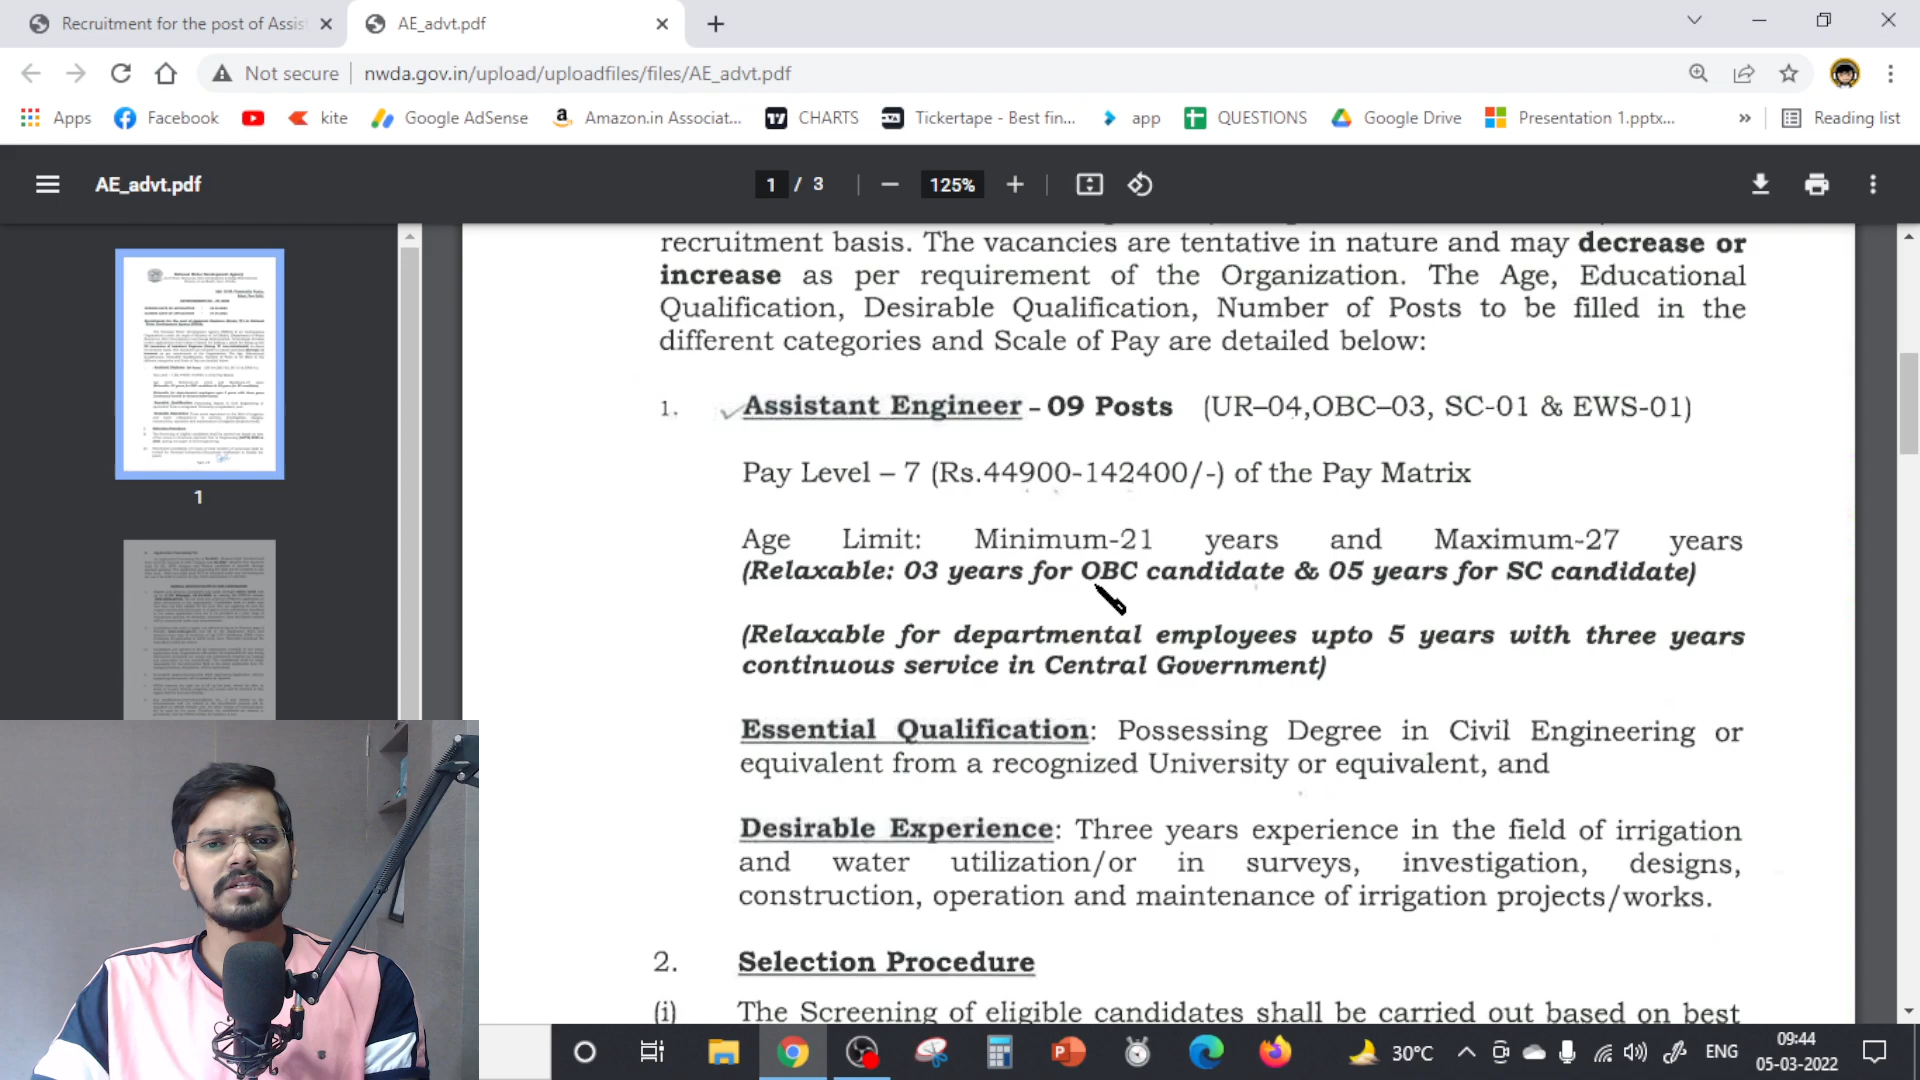 Recruitment for the post of Assis
AE_advt.pdf
Not secure
nwda.gov.in/upload/uploadfiles/files/AE_advt.pdf
Apps
Facebook
kite
Google AdSense
Amazon.in Associat...
CHARTS
Tickertape - Best fin...
app
QUESTIONS
Google Drive
Presentation 1.pptx...
Reading list
AE_advt.pdf
1 / 3
125%
1
recruitment basis. The vacancies are tentative in nature and may decrease or
increase as per requirement of the Organization. The Age, Educational
Qualification, Desirable Qualification, Number of Posts to be filled in the
different categories and Scale of Pay are detailed below:
1. Assistant Engineer - 09 Posts (UR–04,OBC–03, SC-01 & EWS-01)
Pay Level – 7 (Rs.44900-142400/-) of the Pay Matrix
Age Limit: Minimum-21 years and Maximum-27 years
(Relaxable: 03 years for OBC candidate & 05 years for SC candidate)
(Relaxable for departmental employees upto 5 years with three years
continuous service in Central Government)
Essential Qualification: Possessing Degree in Civil Engineering or
equivalent from a recognized University or equivalent, and
Desirable Experience: Three years experience in the field of irrigation
and water utilization/or in surveys, investigation, designs,
construction, operation and maintenance of irrigation projects/works.
2. Selection Procedure
(i) The Screening of eligible candidates shall be carried out based on best
30°C
ENG
09:44
05-03-2022